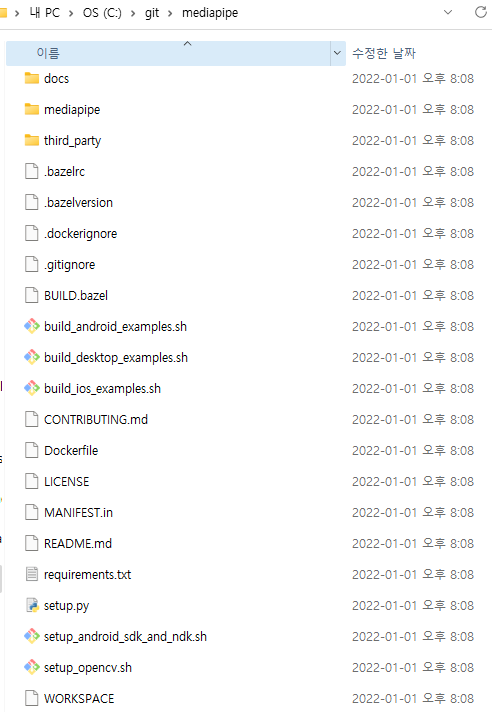 내 PC > OS (C:) > git > mediapipe
이름 수정한 날짜
docs 2022-01-01 오후 8:08
mediapipe 2022-01-01 오후 8:08
third_party 2022-01-01 오후 8:08
.bazelrc 2022-01-01 오후 8:08
.bazelversion 2022-01-01 오후 8:08
.dockerignore 2022-01-01 오후 8:08
.gitignore 2022-01-01 오후 8:08
BUILD.bazel 2022-01-01 오후 8:08
build_android_examples.sh 2022-01-01 오후 8:08
build_desktop_examples.sh 2022-01-01 오후 8:08
build_ios_examples.sh 2022-01-01 오후 8:08
CONTRIBUTING.md 2022-01-01 오후 8:08
Dockerfile 2022-01-01 오후 8:08
LICENSE 2022-01-01 오후 8:08
MANIFEST.in 2022-01-01 오후 8:08
README.md 2022-01-01 오후 8:08
requirements.txt 2022-01-01 오후 8:08
setup.py 2022-01-01 오후 8:08
setup_android_sdk_and_ndk.sh 2022-01-01 오후 8:08
setup_opencv.sh 2022-01-01 오후 8:08
WORKSPACE 2022-01-01 오후 8:08